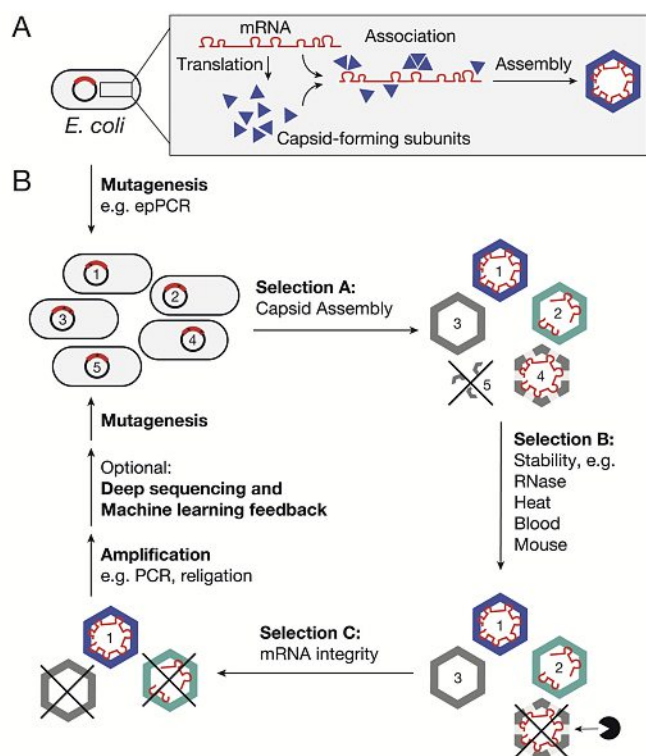 A
mRNA
Association
Translation
Assembly
E. coli
Capsid-forming subunits
B
Mutagenesis
e.g. epPCR
1
2
3
4
5
Selection A:
Capsid Assembly
1
2
3
4
5
Mutagenesis
Optional:
Deep sequencing and
Machine learning feedback
Amplification
e.g. PCR, religation
Selection B:
Stability, e.g.
RNase
Heat
Blood
Mouse
1
Selection C:
mRNA integrity
1
2
3